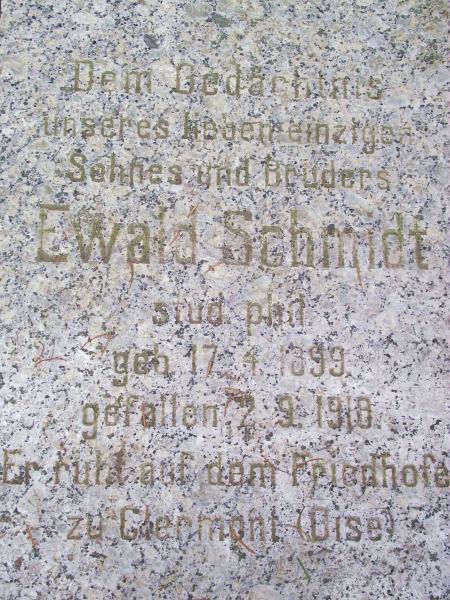 Dem Gedächtnis
unseres lieben einzigen
Sohnes und Bruders
Ewald Schmidt
stud. phil.
geb. 17. 4. 1899
gefallen 2. 9. 1918.
Er ruht auf dem Friedhofe
zu Clermont (Oise)